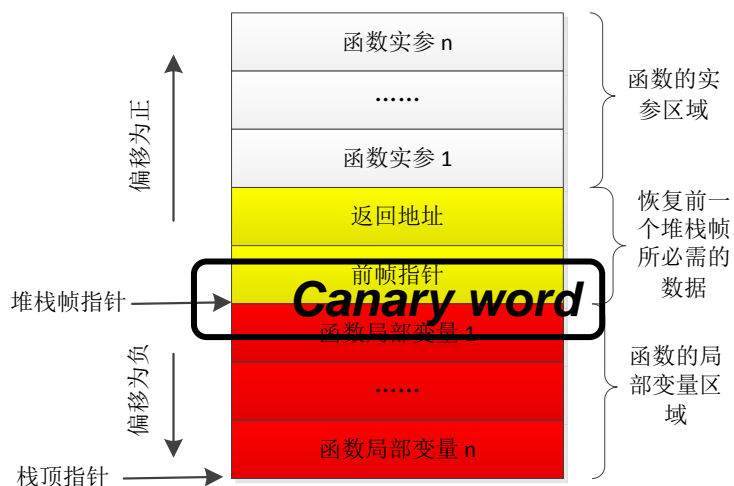 函数实参 n
……
函数实参 1
返回地址
前帧指针
Canary word
函数局部变量 1
……
函数局部变量 n
偏移为正
堆栈帧指针
偏移为负
栈顶指针
函数的实
参区域
恢复前一
个堆栈帧
所必需的
数据
函数的局
部变量区
域